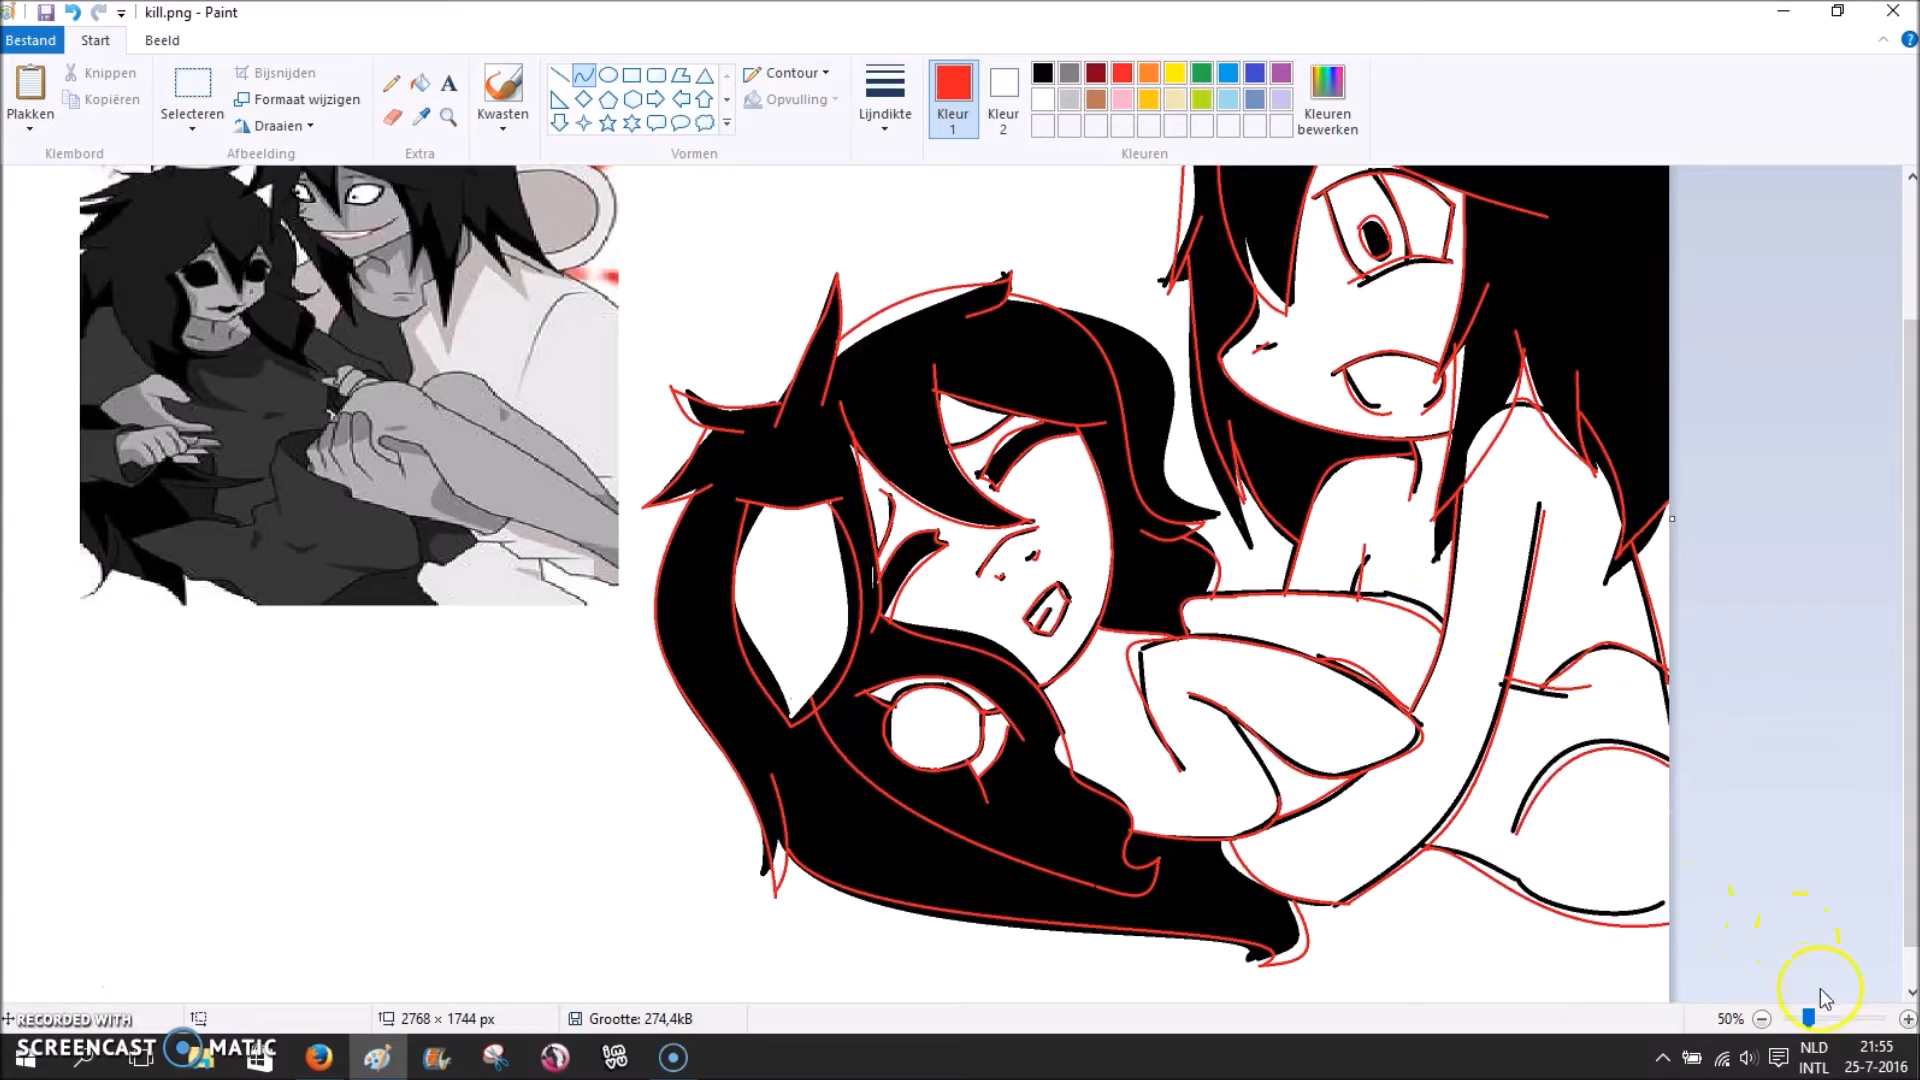 kill.png - Paint
Bestand Start Beeld
Plakken
Knippen
Kopiëren
Klembord
Selecteren
Bijsnijden
Formaat wijzigen
Draaien
Afbeelding
A
Extra
Kwasten
Contour
Opvulling
Vormen
Lijndikte
Kleur 1
Kleur 2
Kleuren bewerken
Kleuren
2768 × 1744 px
Grootte: 274,4kB
50%
RECORDED WITH
SCREENCAST MATIC
NLD
INTL
21:55
25-7-2016